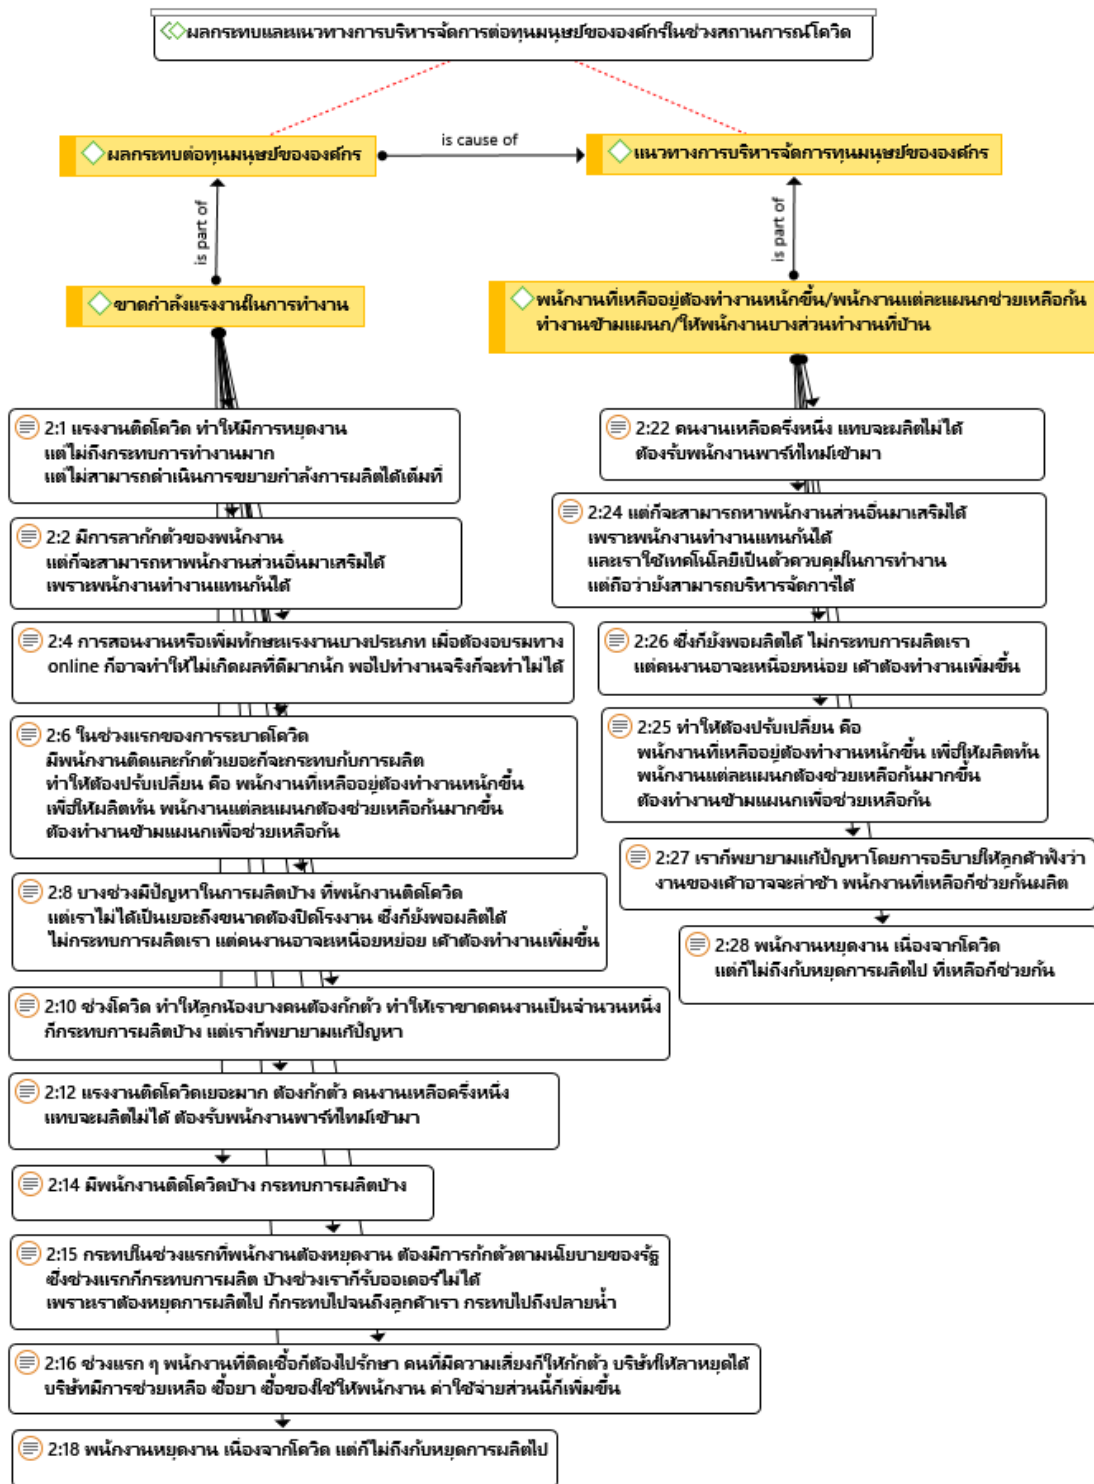 ผลกระทบและแนวทางการบริหารจัดการต่อทุนมนุษย์ขององค์กรในช่วงสถานการณ์โควิด
ผลกระทบต่อทุนมนุษย์ขององค์กร
is cause of
แนวทางการบริหารจัดการทุนมนุษย์ขององค์กร
is part of
is part of
ขาดกำลังแรงงานในการทำงาน
พนักงานที่เหลืออยู่ต้องทำงานหนักขึ้น/พนักงานแต่ละแผนกช่วยเหลือกัน
ทำงานข้ามแผนก/ให้พนักงานบางส่วนทำงานที่บ้าน
2:1 แรงงานติดโควิด ทำให้มีการหยุดงาน
แต่ไม่ถึงกระทบการทำงานมาก
แต่ไม่สามารถดำเนินการขยายกำลังการผลิตได้เต็มที่
2:2 มีการลากักตัวของพนักงาน
แต่ก็จะสามารถหาพนักงานส่วนอื่นมาเสริมได้
เพราะพนักงานทำงานแทนกันได้
2:4 การสอนงานหรือเพิ่มทักษะแรงงานบางประเภท เมื่อต้องอบรมทาง
online ก็อาจทำให้ไม่เกิดผลที่ดีมากนัก พอไปทำงานจริงก็จะทำไม่ได้
2:6 ในช่วงแรกของการระบาดโควิด
มีพนักงานติดและกักตัวเยอะก็จะกระทบกับการผลิต
ทำให้ต้องปรับเปลี่ยน คือ พนักงานที่เหลืออยู่ต้องทำงานหนักขึ้น
เพื่อให้ผลิตทัน พนักงานแต่ละแผนกต้องช่วยเหลือกันมากขึ้น
ต้องทำงานข้ามแผนกเพื่อช่วยเหลือกัน
2:8 บางช่วงมีปัญหาในการผลิตบ้าง ที่พนักงานติดโควิด
แต่เราไม่ได้เป็นเยอะถึงขนาดต้องปิดโรงงาน ซึ่งก็ยังพอผลิตได้
ไม่กระทบการผลิตเรา แต่คนงานอาจะเหนื่อยหย่อย เค้าต้องทำงานเพิ่มขึ้น
2:10 ช่วงโควิด ทำให้ลูกน้องบางคนต้องกักตัว ทำให้เราขาดคนงานเป็นจำนวนหนึ่ง
ก็กระทบการผลิตบ้าง แต่เราก็พยายามแก้ปัญหา
2:12 แรงงานติดโควิดเยอะมาก ต้องกักตัว คนงานเหลือครึ่งหนึ่ง
แทบจะผลิตไม่ได้ ต้องรับพนักงานพาร์ทไทม์เข้ามา
2:14 มีพนักงานติดโควิดบ้าง กระทบการผลิตบ้าง
2:15 กระทบในช่วงแรกที่พนักงานต้องหยุดงาน ต้องมีการกักตัวตามนโยบายของรัฐ
ซึ่งช่วงแรกก็กระทบการผลิต บ้างช่วงเราก็รับออเดอร์ไม่ได้
เพราะเราต้องหยุดการผลิตไป ก็กระทบไปจนถึงลูกค้าเรา กระทบไปถึงปลายน้ำ
2:16 ช่วงแรก ๆ พนักงานที่ติดเชื้อก็ต้องไปรักษา คนที่มีความเสี่ยงก็ให้กักตัว บริษัทให้ลาหยุดได้
บริษัทมีการช่วยเหลือ ซื้อยา ซื้อของใช้ให้พนักงาน ค่าใช้จ่ายส่วนนี้ก็เพิ่มขึ้น
2:18 พนักงานหยุดงาน เนื่องจากโควิด แต่ก็ไม่ถึงกับหยุดการผลิตไป
2:22 คนงานเหลือครึ่งหนึ่ง แทบจะผลิตไม่ได้
ต้องรับพนักงานพาร์ทไทม์เข้ามา
2:24 แต่ก็จะสามารถหาพนักงานส่วนอื่นมาเสริมได้
เพราะพนักงานทำงานแทนกันได้
และเราใช้เทคโนโลยีเป็นตัวควบคุมในการทำงาน
แต่ถือว่ายังสามารถบริหารจัดการได้
2:26 ซึ่งก็ยังพอผลิตได้ ไม่กระทบการผลิตเรา
แต่คนงานอาจะเหนื่อยหน่อย เค้าต้องทำงานเพิ่มขึ้น
2:25 ทำให้ต้องปรับเปลี่ยน คือ
พนักงานที่เหลืออยู่ต้องทำงานหนักขึ้น เพื่อให้ผลิตทัน
พนักงานแต่ละแผนกต้องช่วยเหลือกันมากขึ้น
ต้องทำงานข้ามแผนกเพื่อช่วยเหลือกัน
2:27 เราก็พยายามแก้ปัญหาโดยการอธิบายให้ลูกค้าฟังว่า
งานของเค้าอาจจะล่าช้า พนักงานที่เหลือก็ช่วยกันผลิต
2:28 พนักงานหยุดงาน เนื่องจากโควิด
แต่ก็ไม่ถึงกับหยุดการผลิตไป ที่เหลือก็ช่วยกัน